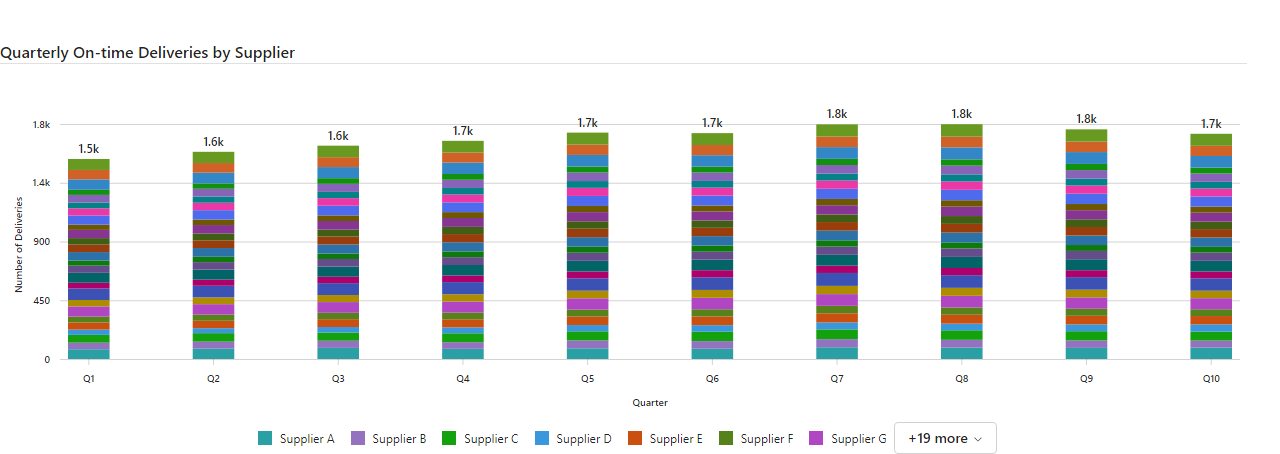 Quarterly On-time Deliveries by Supplier
1.8k
1.4k
900
450
0
Number of Deliveries
1.5k
1.6k
1.6k
1.7k
1.7k
1.7k
1.8k
1.8k
1.8k
1.7k
Q1 Q2 Q3 Q4 Q5 Q6 Q7 Q8 Q9 Q10
Quarter
Supplier A Supplier B Supplier C Supplier D Supplier E Supplier F Supplier G +19 more